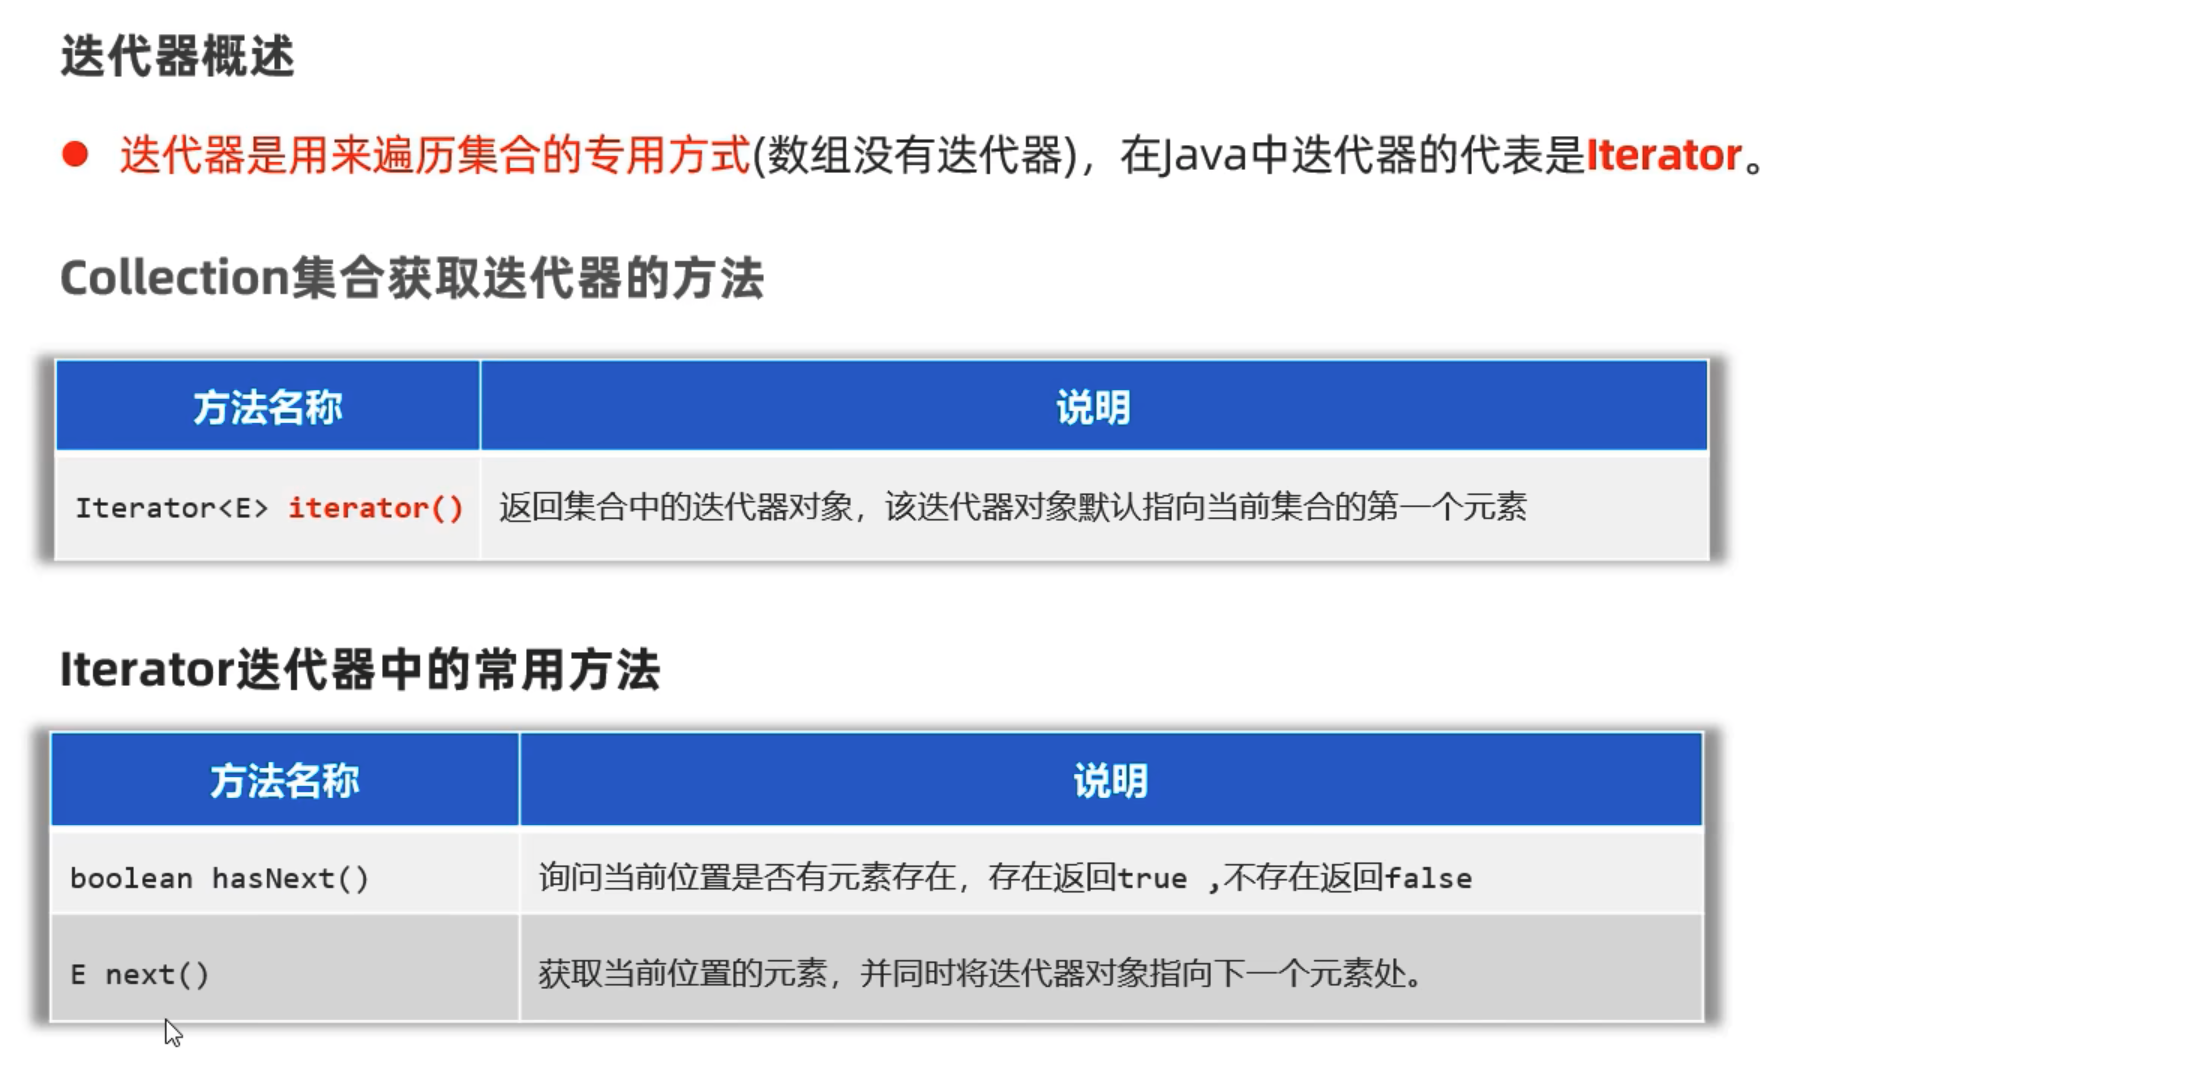 迭代器概述
迭代器是用来遍历集合的专用方式(数组没有迭代器)，在Java中迭代器的代表是Iterator。
Collection集合获取迭代器的方法
方法名称 说明
Iterator<E> iterator() 返回集合中的迭代器对象，该迭代器对象默认指向当前集合的第一个元素
Iterator迭代器中的常用方法
方法名称 说明
boolean hasNext() 询问当前位置是否有元素存在，存在返回true ,不存在返回false
E next() 获取当前位置的元素，并同时将迭代器对象指向下一个元素处。